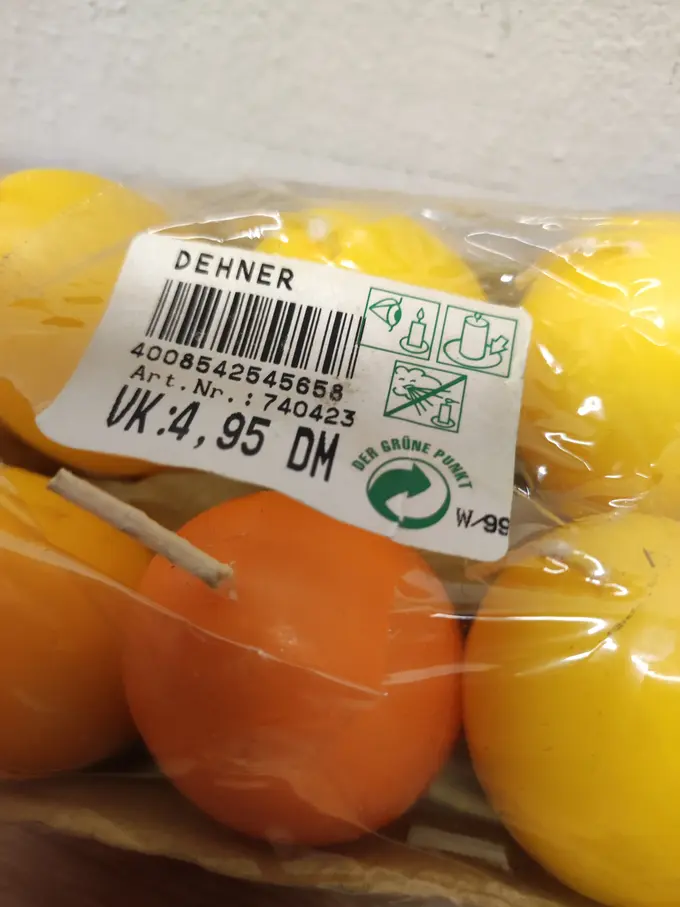 DEHNER
4008542545658
Art.Nr.:740423
VK:4,95 DM
DER GRÜNE PUNKT
W/99